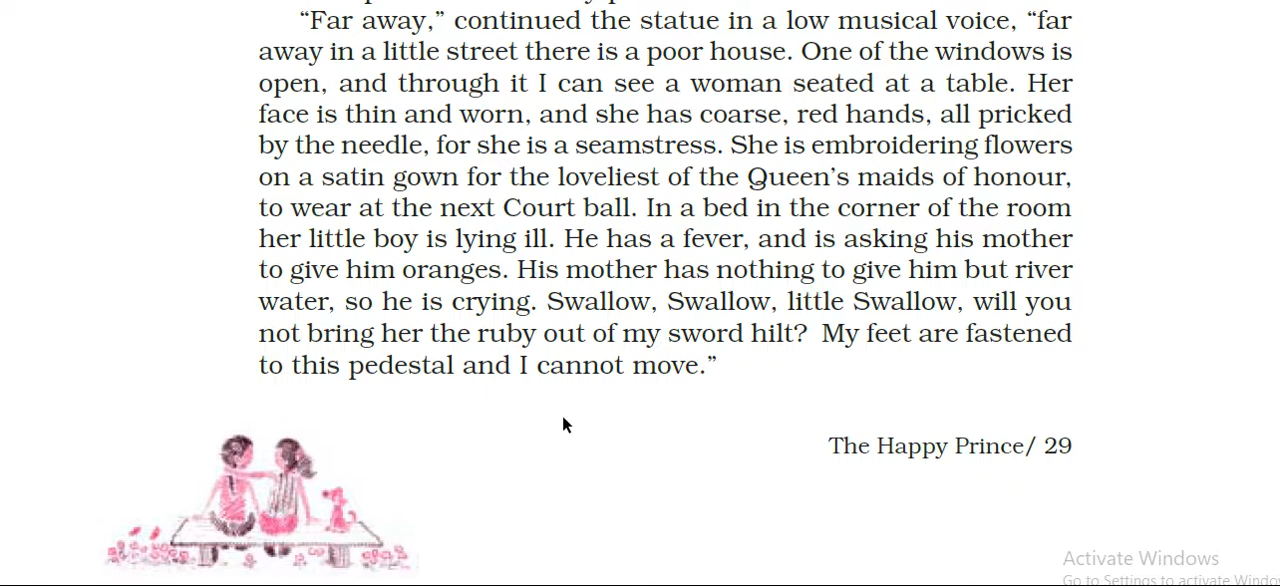 “Far away,” continued the statue in a low musical voice, “far
away in a little street there is a poor house. One of the windows is
open, and through it I can see a woman seated at a table. Her
face is thin and worn, and she has coarse, red hands, all pricked
by the needle, for she is a seamstress. She is embroidering flowers
on a satin gown for the loveliest of the Queen’s maids of honour,
to wear at the next Court ball. In a bed in the corner of the room
her little boy is lying ill. He has a fever, and is asking his mother
to give him oranges. His mother has nothing to give him but river
water, so he is crying. Swallow, Swallow, little Swallow, will you
not bring her the ruby out of my sword hilt? My feet are fastened
to this pedestal and I cannot move.”
The Happy Prince/ 29
Activate Windows
Go to Settings to activate Windo